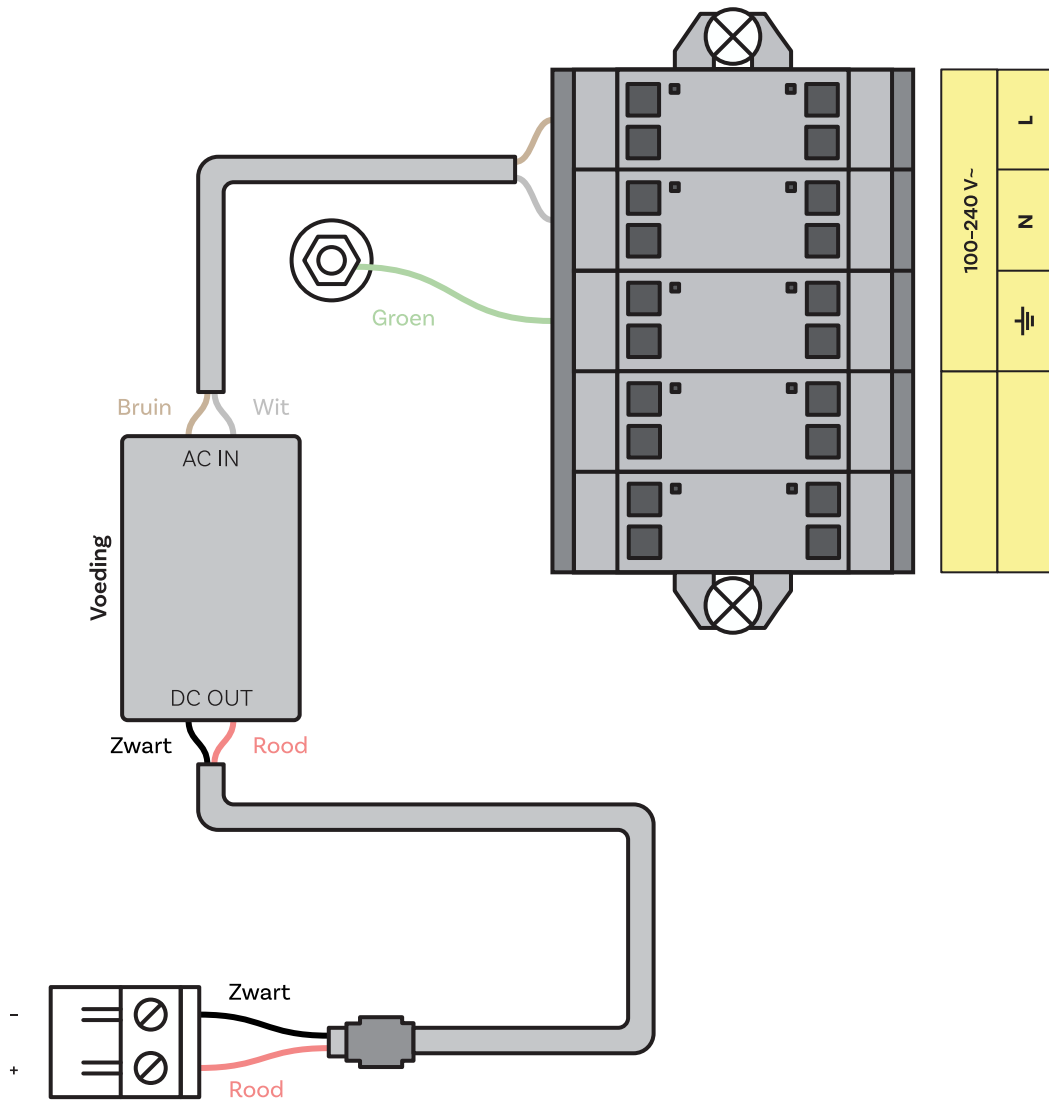 L
100-240 V~
N
Groen
Bruin
Wit
AC IN
Voeding
DC OUT
Zwart
Rood
Zwart
-
+
Rood